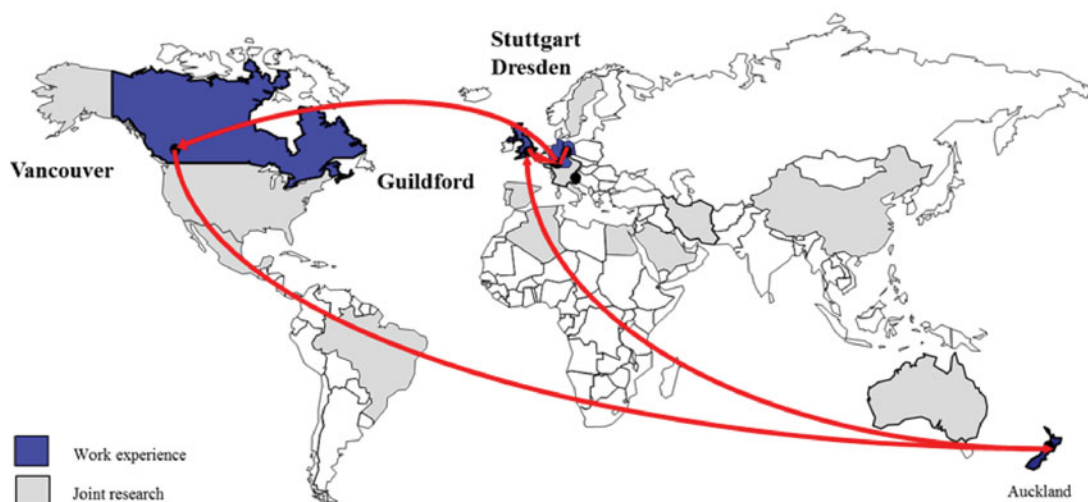 Stuttgart
Dresden
Vancouver
Guildford
Work experience
Joint research
Auckland